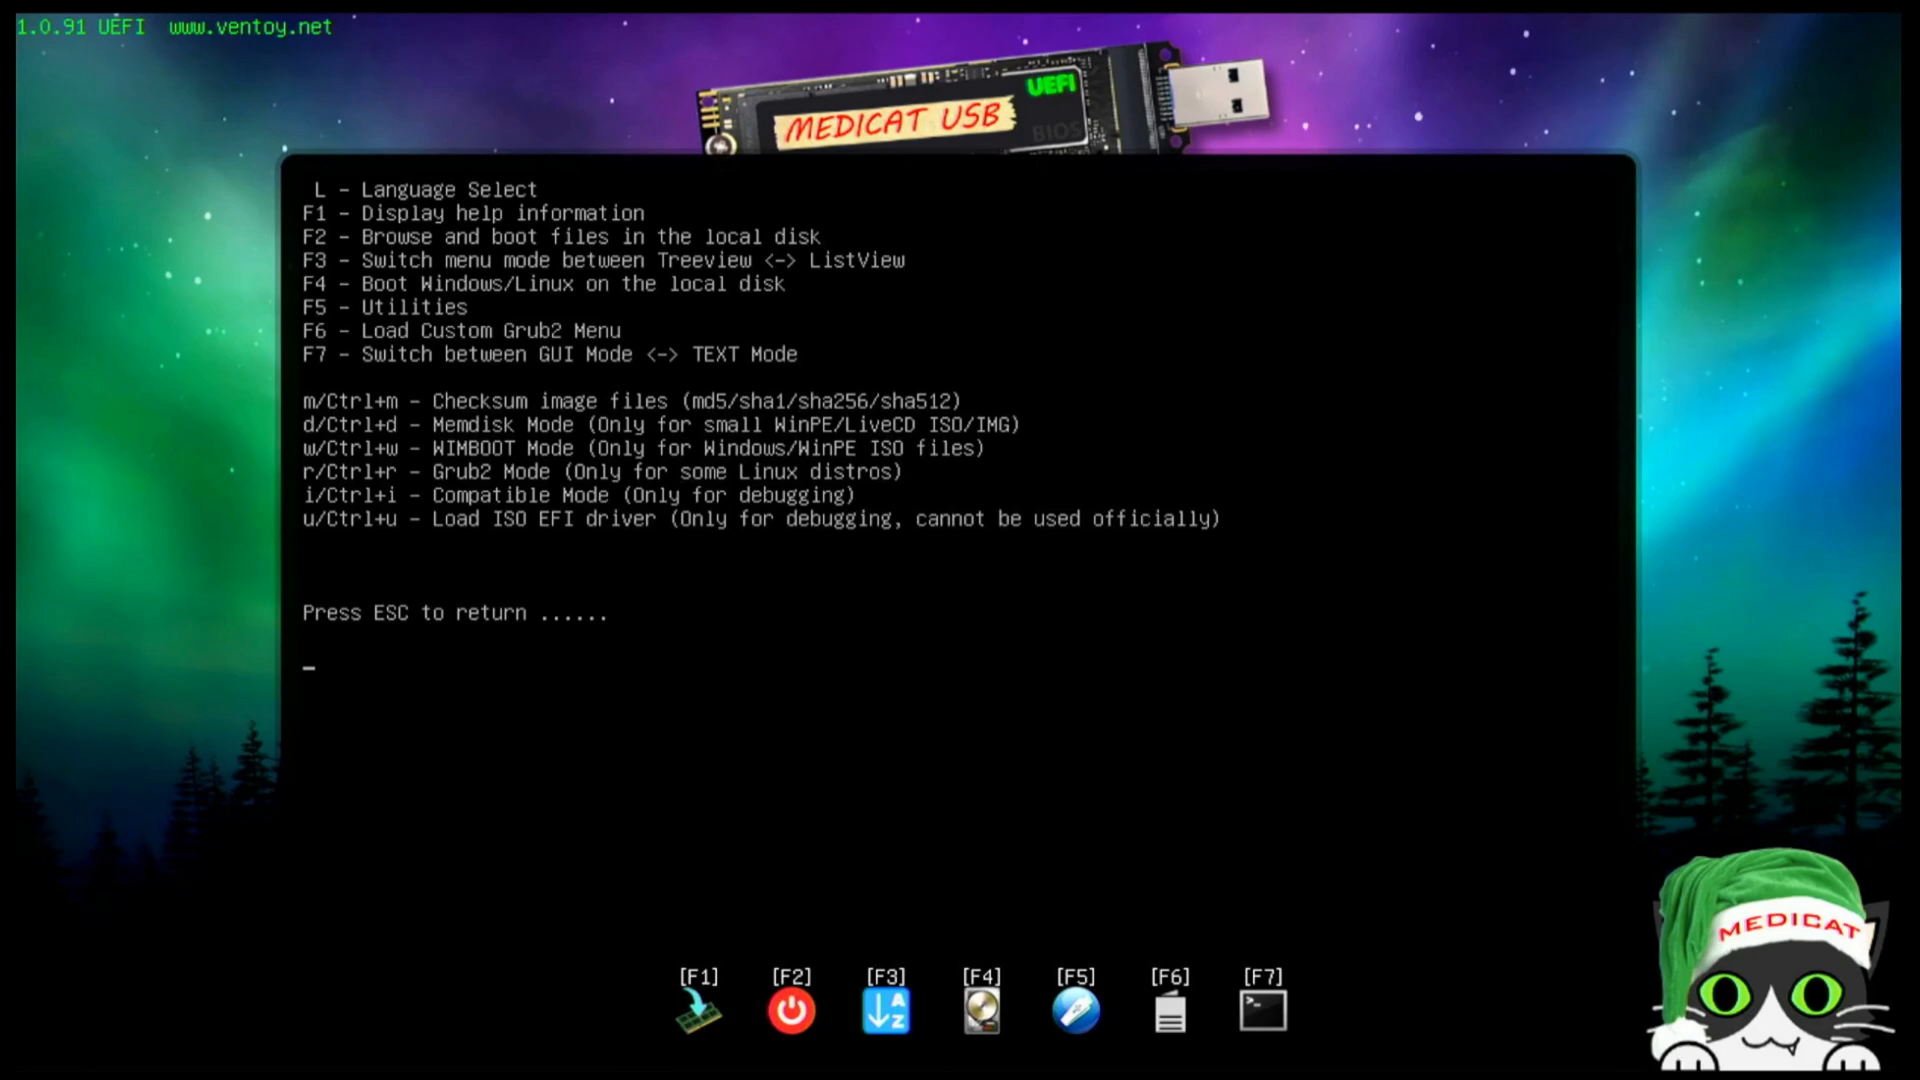 1.0.91 UEFI www.ventoy.net
UEFI
MEDICAT USB
BIOS
L - Language Select
F1 - Display help information
F2 - Browse and boot files in the local disk
F3 - Switch menu mode between Treeview <-> ListView
F4 - Boot Windows/Linux on the local disk
F5 - Utilities
F6 - Load Custom Grub2 Menu
F7 - Switch between GUI Mode <-> TEXT Mode
m/Ctrl+m - Checksum image files (md5/sha1/sha256/sha512)
d/Ctrl+d - Memdisk Mode (Only for small WinPE/LiveCD ISO/IMG)
w/Ctrl+w - WIMBOOT Mode (Only for Windows/WinPE ISO files)
r/Ctrl+r - Grub2 Mode (Only for some Linux distros)
i/Ctrl+i - Compatible Mode (Only for debugging)
u/Ctrl+u - Load ISO EFI driver (Only for debugging, cannot be used officially)
Press ESC to return ......
_
MEDICAT
[F1] [F2] [F3] [F4] [F5] [F6] [F7]
A
Z
>_